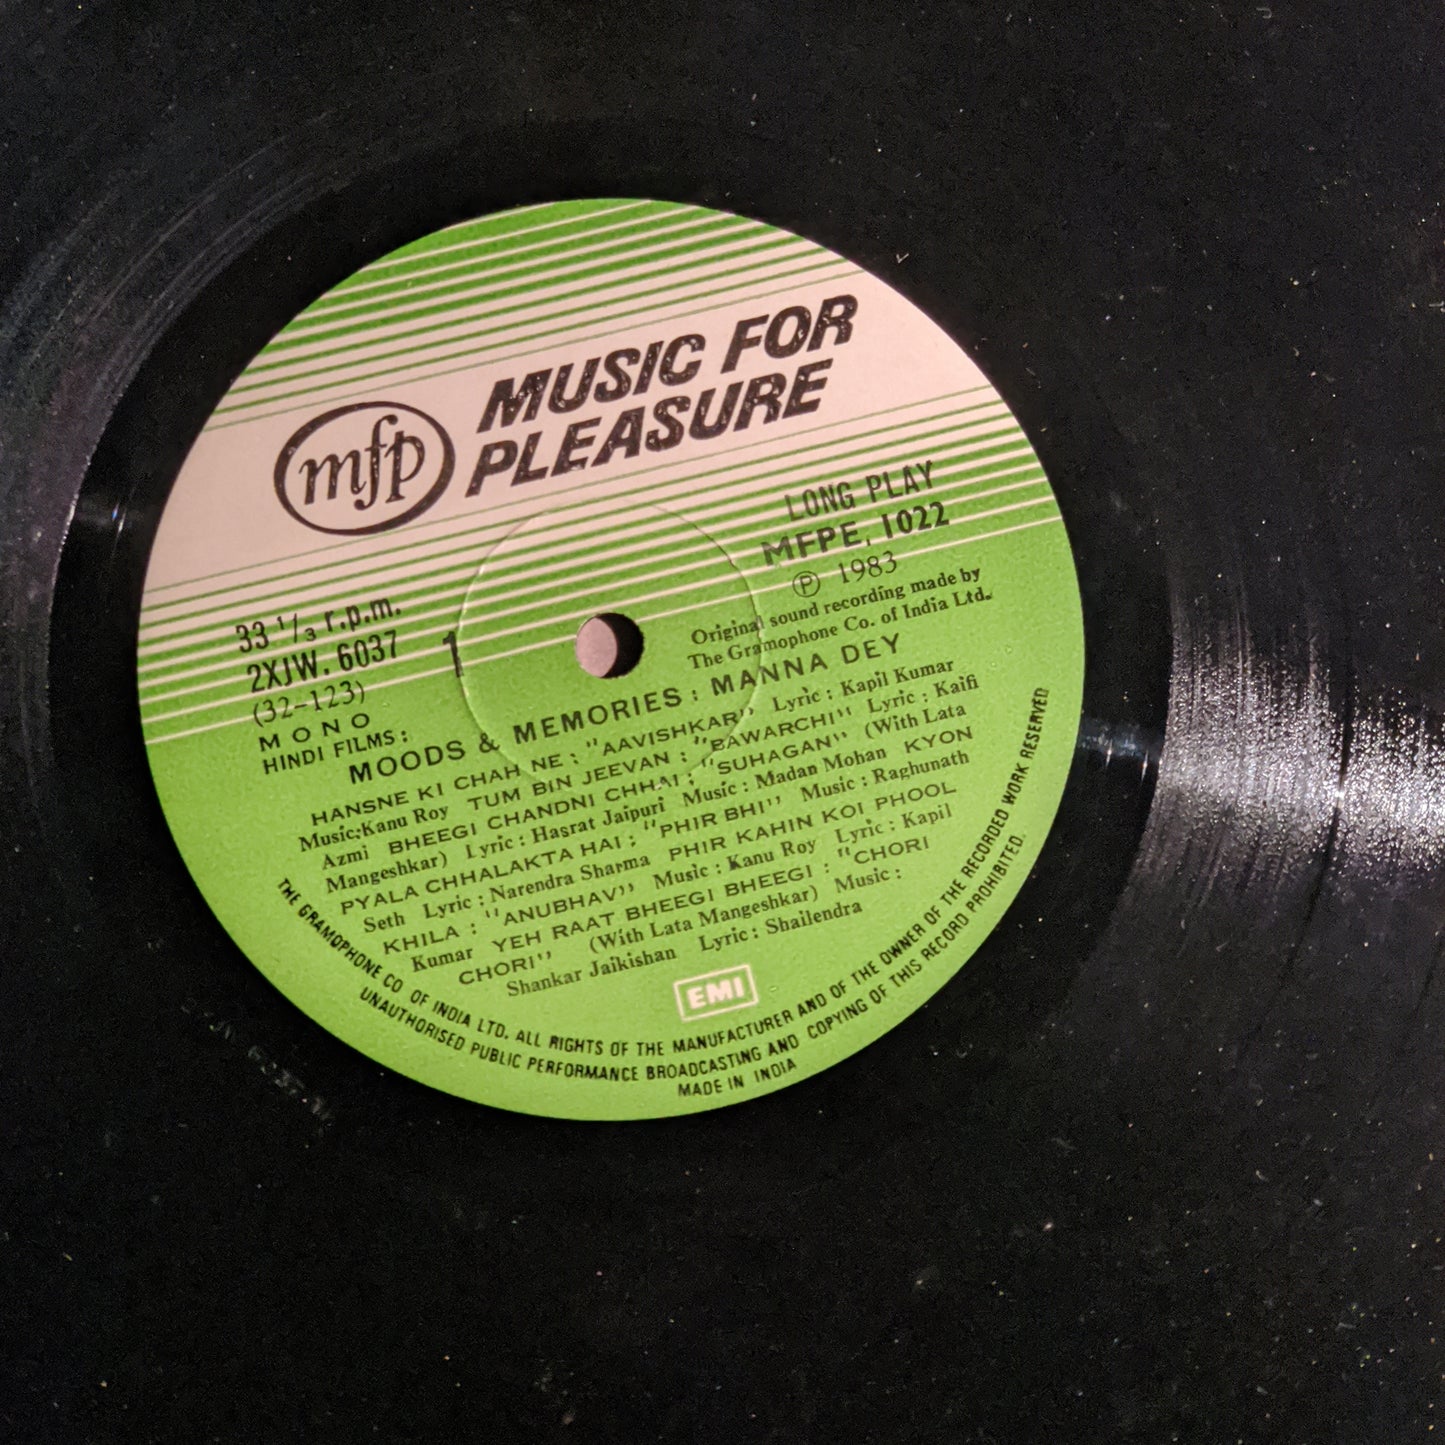 mfp
MUSIC FOR
PLEASURE
LONG PLAY
MFPE. 1022
Ⓟ 1983
Original sound recording made by
The Gramophone Co. of India Ltd.
33 1/3 r.p.m.
2XJW. 6037
1
(32-123)
MONO
HINDI FILMS:
MOODS & MEMORIES: MANNA DEY
HANSNE KI CHAH NE: "AAVISHKAR" Lyric: Kapil Kumar
Music: Kanu Roy TUM BIN JEEVAN: "BAWARCHI" Lyric: Kaifi
Azmi BHEEGI CHANDNI CHHAI: "SUHAGAN" (With Lata
Mangeshkar) Lyric: Hasrat Jaipuri Music: Madan Mohan KYON
PYALA CHHALAKTA HAI: "PHIR BHI" Music: Raghunath
Seth Lyric: Narendra Sharma PHIR KAHIN KOI PHOOL
KHILA: "ANUBHAV" Music: Kanu Roy Lyric: Kapil
Kumar YEH RAAT BHEEGI BHEEGI: "CHORI
CHORI" (With Lata Mangeshkar) Music:
Shankar Jaikishan Lyric: Shailendra
EMI
THE GRAMOPHONE CO OF INDIA LTD. ALL RIGHTS OF THE MANUFACTURER AND OF THE OWNER OF THE RECORDED WORK RESERVED
UNAUTHORISED PUBLIC PERFORMANCE BROADCASTING AND COPYING OF THIS RECORD PROHIBITED.
MADE IN INDIA